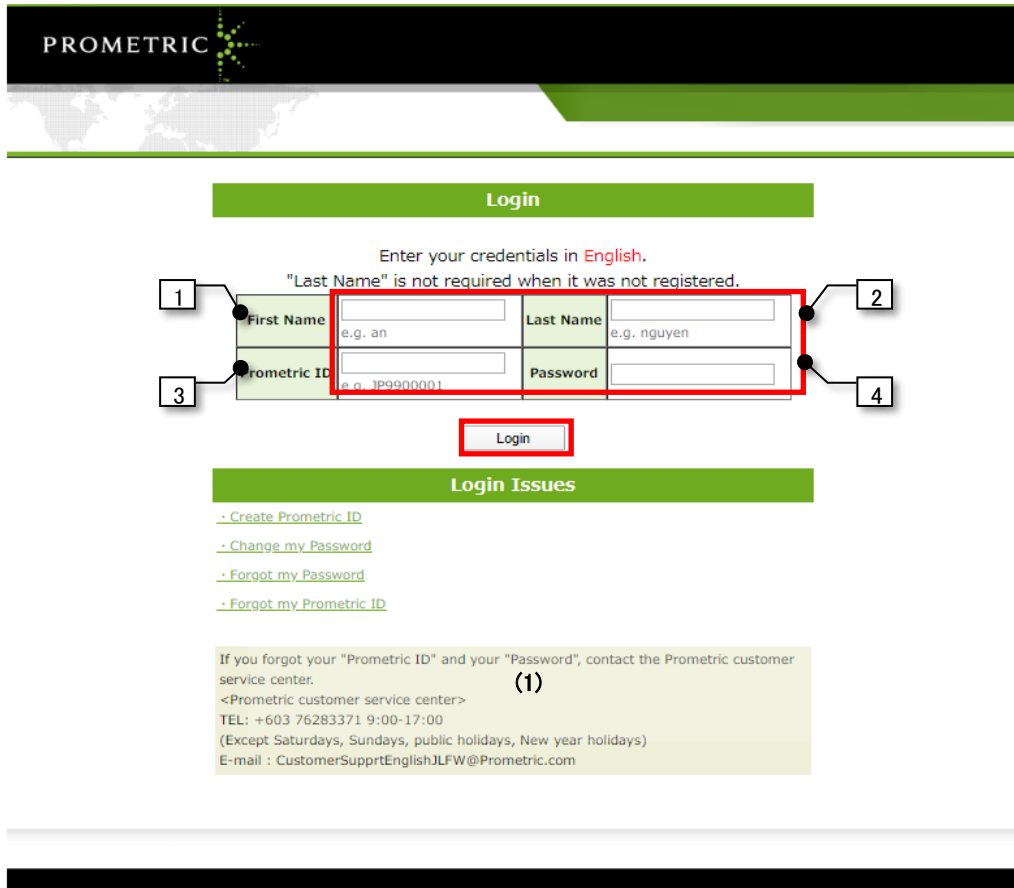 PROMETRIC
Login
Enter your credentials in English.
"Last Name" is not required when it was not registered.
1
First Name
e.g. an
Last Name
e.g. nguyen
2
3
Prometric ID
e.g. JP9900001
Password
4
Login
Login Issues
・Create Prometric ID
・Change my Password
・Forgot my Password
・Forgot my Prometric ID
If you forgot your "Prometric ID" and your "Password", contact the Prometric customer
service center.
(1)
<Prometric customer service center>
TEL: +603 76283371 9:00-17:00
(Except Saturdays, Sundays, public holidays, New year holidays)
E-mail : CustomerSupprtEnglishJLFW@Prometric.com